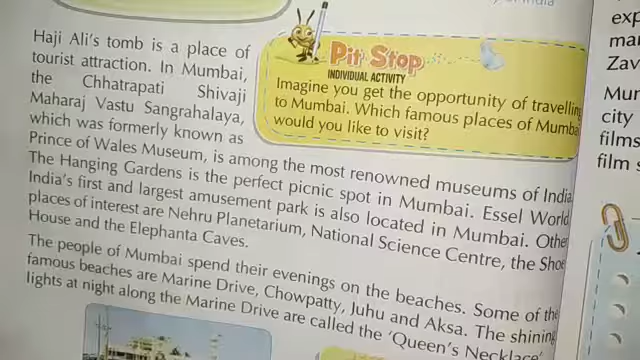 of India
Haji Ali's tomb is a place of
tourist attraction. In Mumbai,
the Chhatrapati Shivaji
Maharaj Vastu Sangrahalaya,
which was formerly known as
Prince of Wales Museum, is among the most renowned museums of India.
The Hanging Gardens is the perfect picnic spot in Mumbai. Essel World
India's first and largest amusement park is also located in Mumbai. Other
places of interest are Nehru Planetarium, National Science Centre, the Shoe
House and the Elephanta Caves.
The people of Mumbai spend their evenings on the beaches. Some of the
famous beaches are Marine Drive, Chowpatty, Juhu and Aksa. The shining
lights at night along the Marine Drive are called the 'Queen's Necklace
Pit Stop
INDIVIDUAL ACTIVITY
Imagine you get the opportunity of travelling
to Mumbai. Which famous places of Mumbai
would you like to visit?
exp
Zav
city
films
film